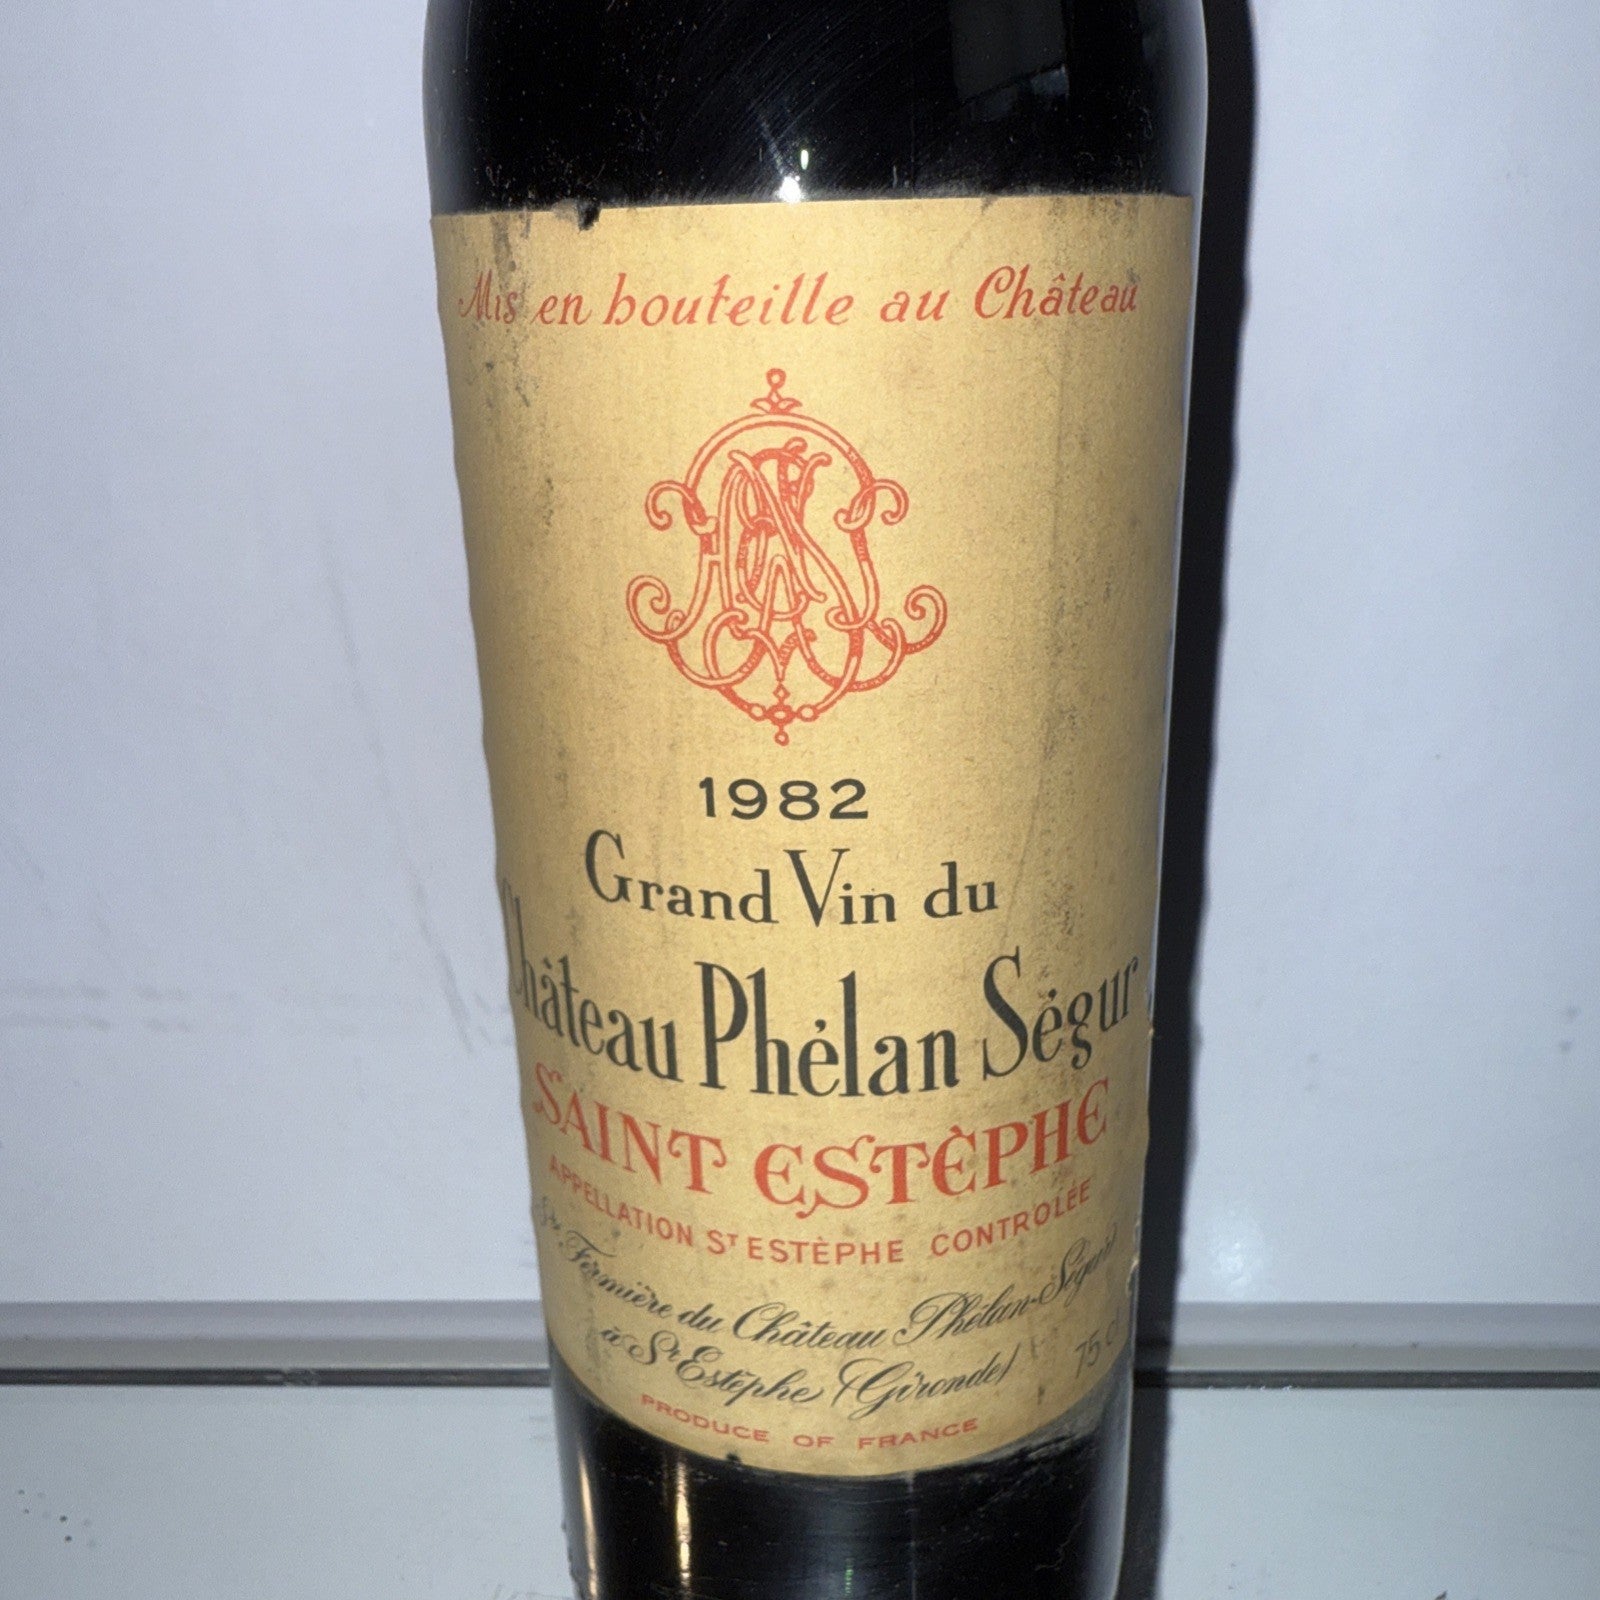 Mis en bouteille au Château
1982
Grand Vin du
Château Phélan Ségur
SAINT ESTÈPHE
APPELLATION ST ESTÈPHE CONTROLÉE
Sté Fermière du Château Phélan-Ségur
à St Estèphe (Gironde)
75 cl
PRODUCE OF FRANCE